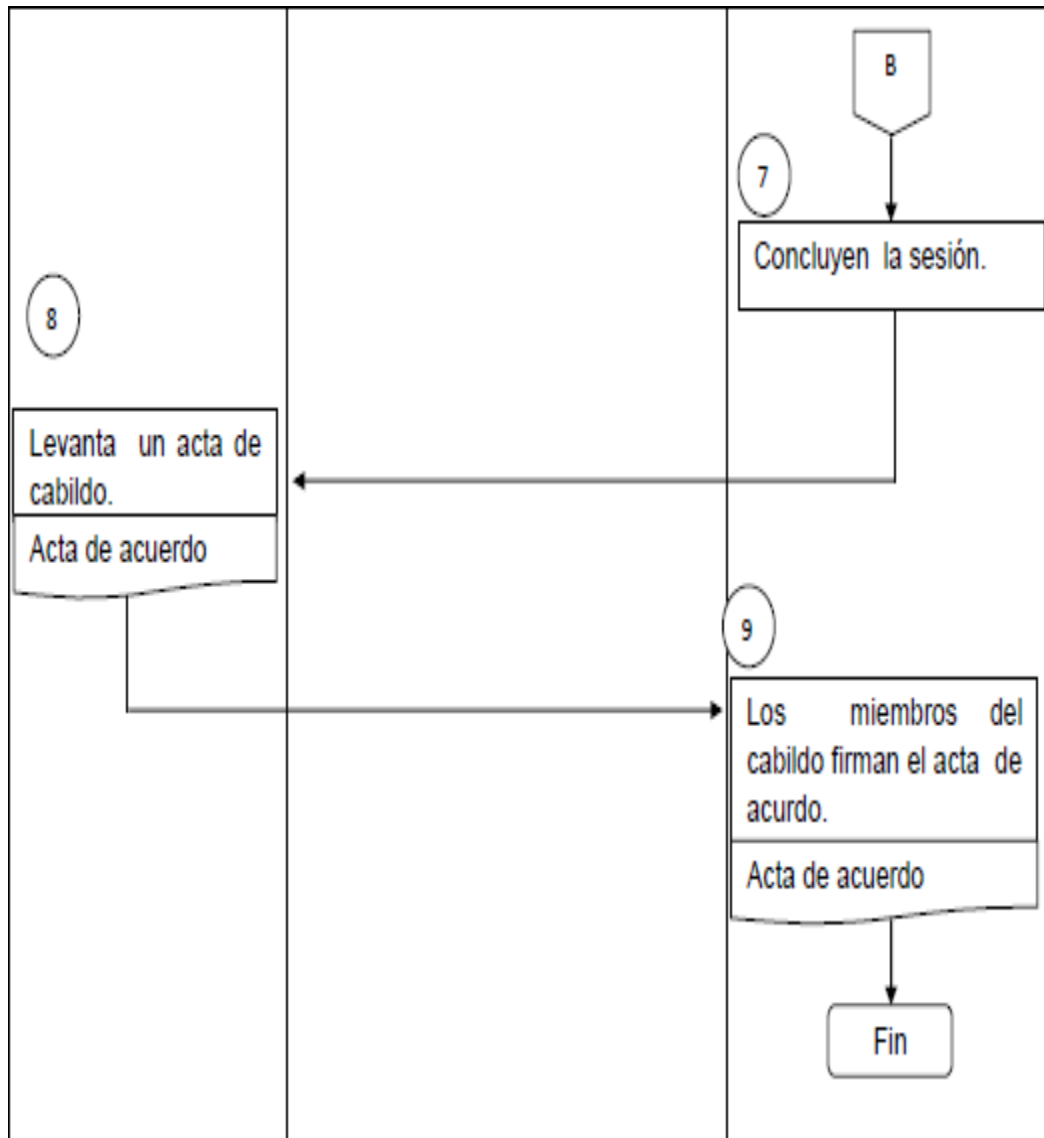 B
7
Concluyen la sesión.
8
Levanta un acta de
cabildo.
Acta de acuerdo
9
Los miembros del
cabildo firman el acta de
acurdo.
Acta de acuerdo
Fin